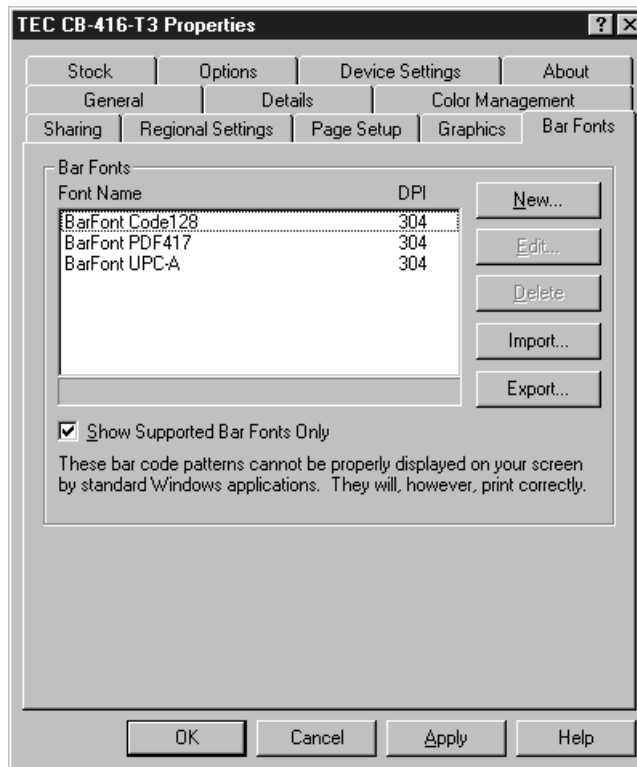 TEC CB-416-T3 Properties
Stock Options Device Settings About
General Details Color Management
Sharing Regional Settings Page Setup Graphics Bar Fonts
Bar Fonts
Font Name DPI
BarFont Code128 304
BarFont PDF417 304
BarFont UPC-A 304
New...
Edit...
Delete
Import...
Export...
Show Supported Bar Fonts Only
These bar code patterns cannot be properly displayed on your screen
by standard Windows applications. They will, however, print correctly.
OK Cancel Apply Help